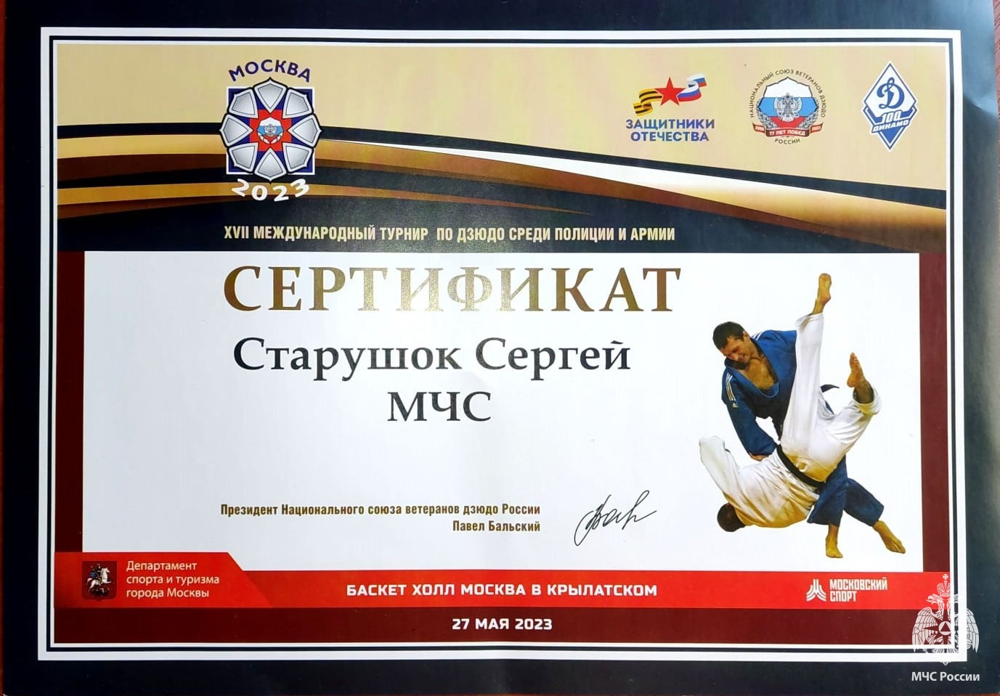 МОСКВА
2023
ЗАЩИТНИКИ
ОТЕЧЕСТВА
НАЦИОНАЛЬНЫЙ СОЮЗ ВЕТЕРАНОВ ДЗЮДО
17 ЛЕТ ПОБЕД
РОССИИ
Д
100
ДИНАМО
XVII МЕЖДУНАРОДНЫЙ ТУРНИР ПО ДЗЮДО СРЕДИ ПОЛИЦИИ И АРМИИ
СЕРТИФИКАТ
Старушок Сергей
МЧС
Президент Национального союза ветеранов дзюдо России
Павел Бальский
Департамент
спорта и туризма
города Москвы
БАСКЕТ ХОЛЛ МОСКВА В КРЫЛАТСКОМ
МОСКОВСКИЙ
СПОРТ
27 МАЯ 2023
МЧС России